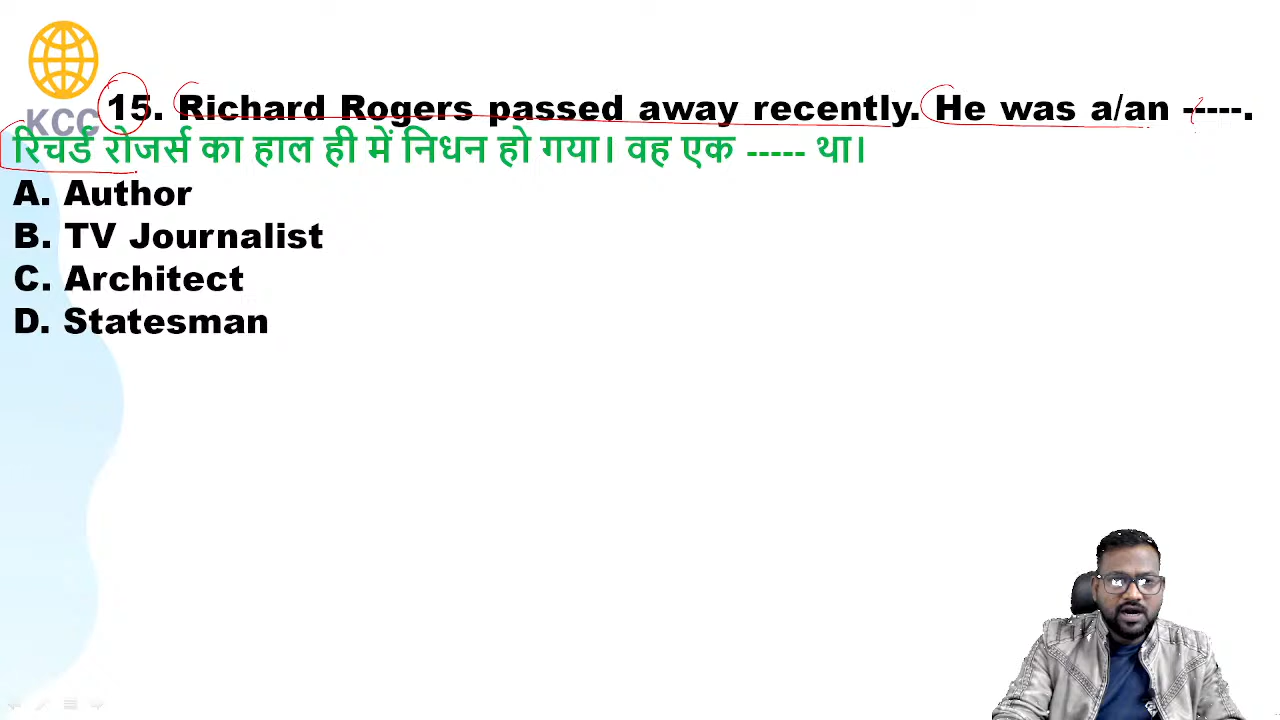 KCC
15. Richard Rogers passed away recently. He was a/an -----.
रिचर्ड रोजर्स का हाल ही में निधन हो गया। वह एक ----- था।
A. Author
B. TV Journalist
C. Architect
D. Statesman